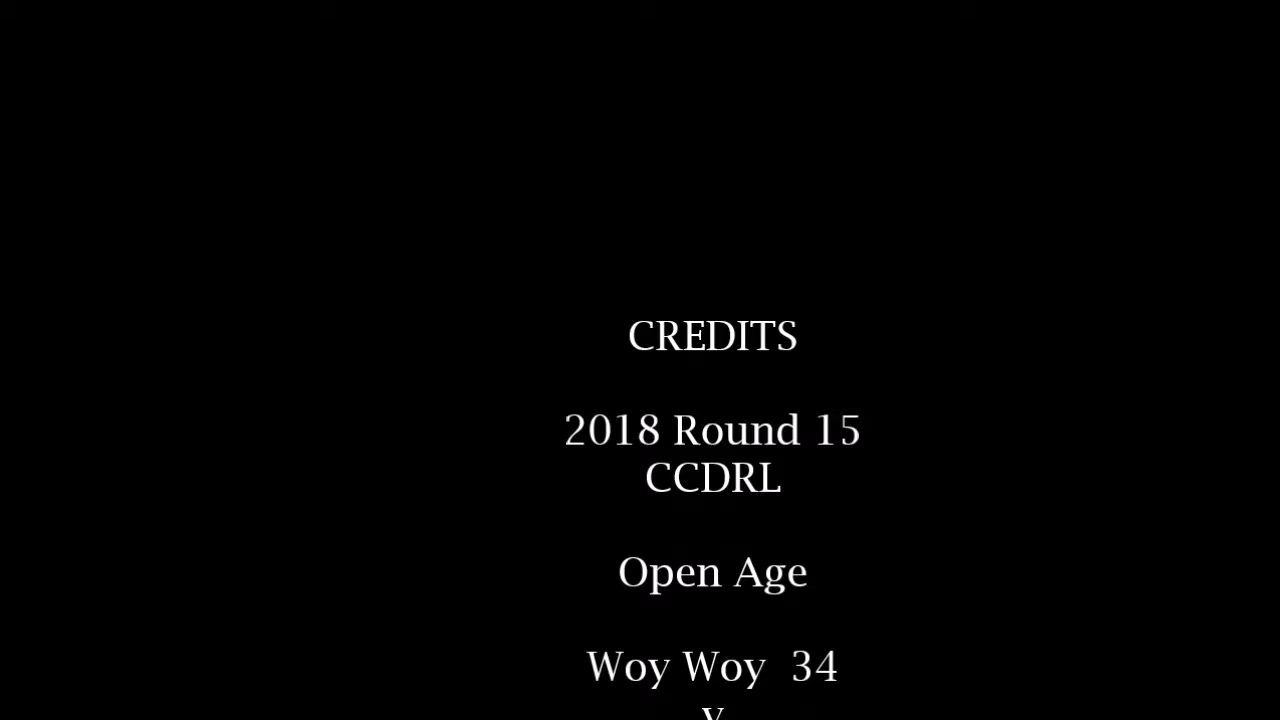 CREDITS
2018 Round 15
CCDRL
Open Age
Woy Woy  34
v